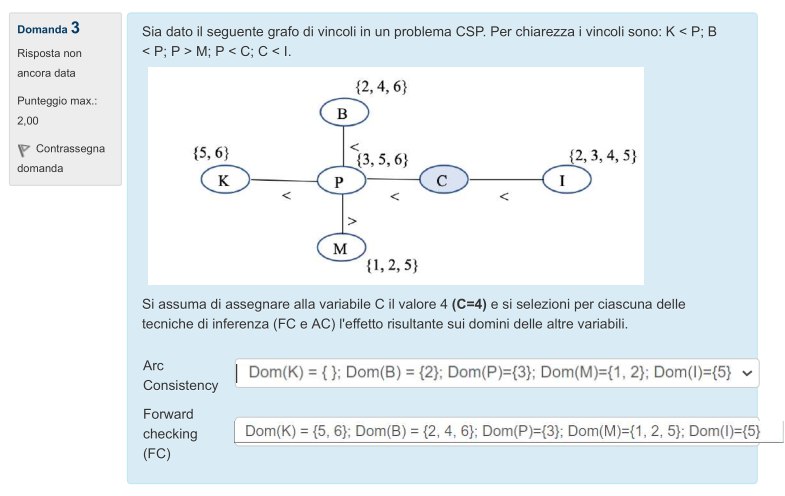 Domanda 3
Risposta non
ancora data
Punteggio max.:
2,00
Contrassegna
domanda
Sia dato il seguente grafo di vincoli in un problema CSP. Per chiarezza i vincoli sono: K < P; B
< P; P > M; P < C; C < I.
{2, 4, 6}
B
<
{5, 6}
{3, 5, 6}
{2, 3, 4, 5}
K
P
C
I
<
<
<
>
M
{1, 2, 5}
Si assuma di assegnare alla variabile C il valore 4 (C=4) e si selezioni per ciascuna delle
tecniche di inferenza (FC e AC) l'effetto risultante sui domini delle altre variabili.
Arc
Consistency
Dom(K) = { }; Dom(B) = {2}; Dom(P)={3}; Dom(M)={1, 2}; Dom(I)={5}
Forward
checking
(FC)
Dom(K) = {5, 6}; Dom(B) = {2, 4, 6}; Dom(P)={3}; Dom(M)={1, 2, 5}; Dom(I)={5}